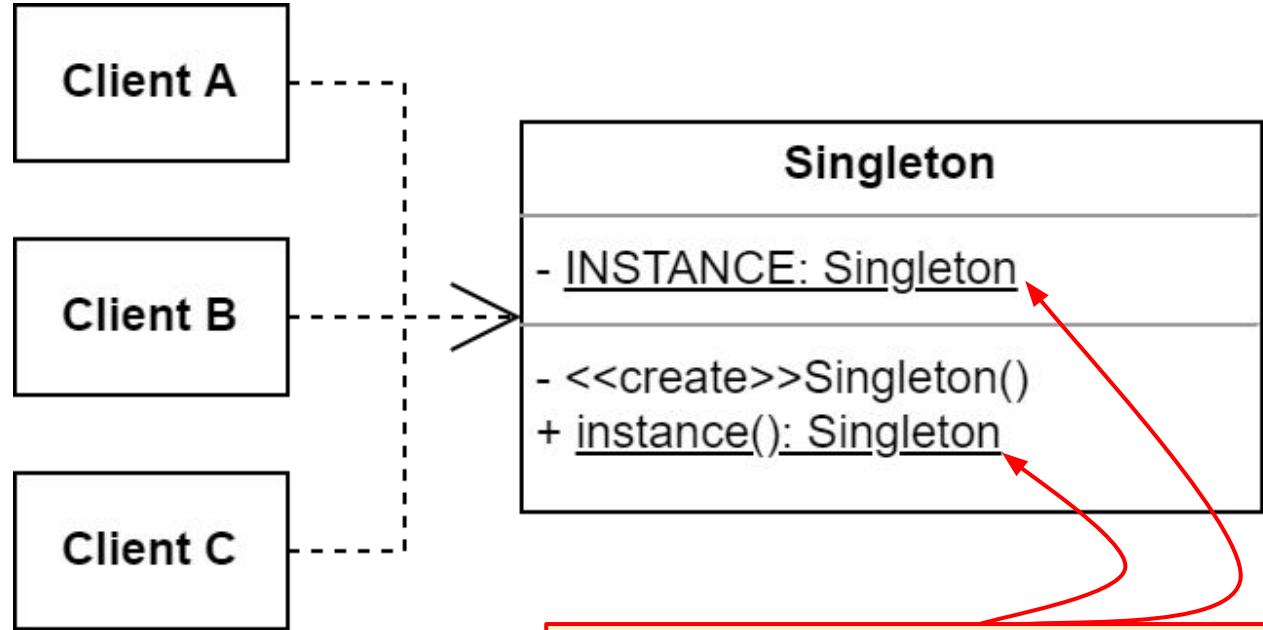 Client A
Client B
Client C
Singleton
- INSTANCE: Singleton
- <<create>>Singleton()
+ instance(): Singleton